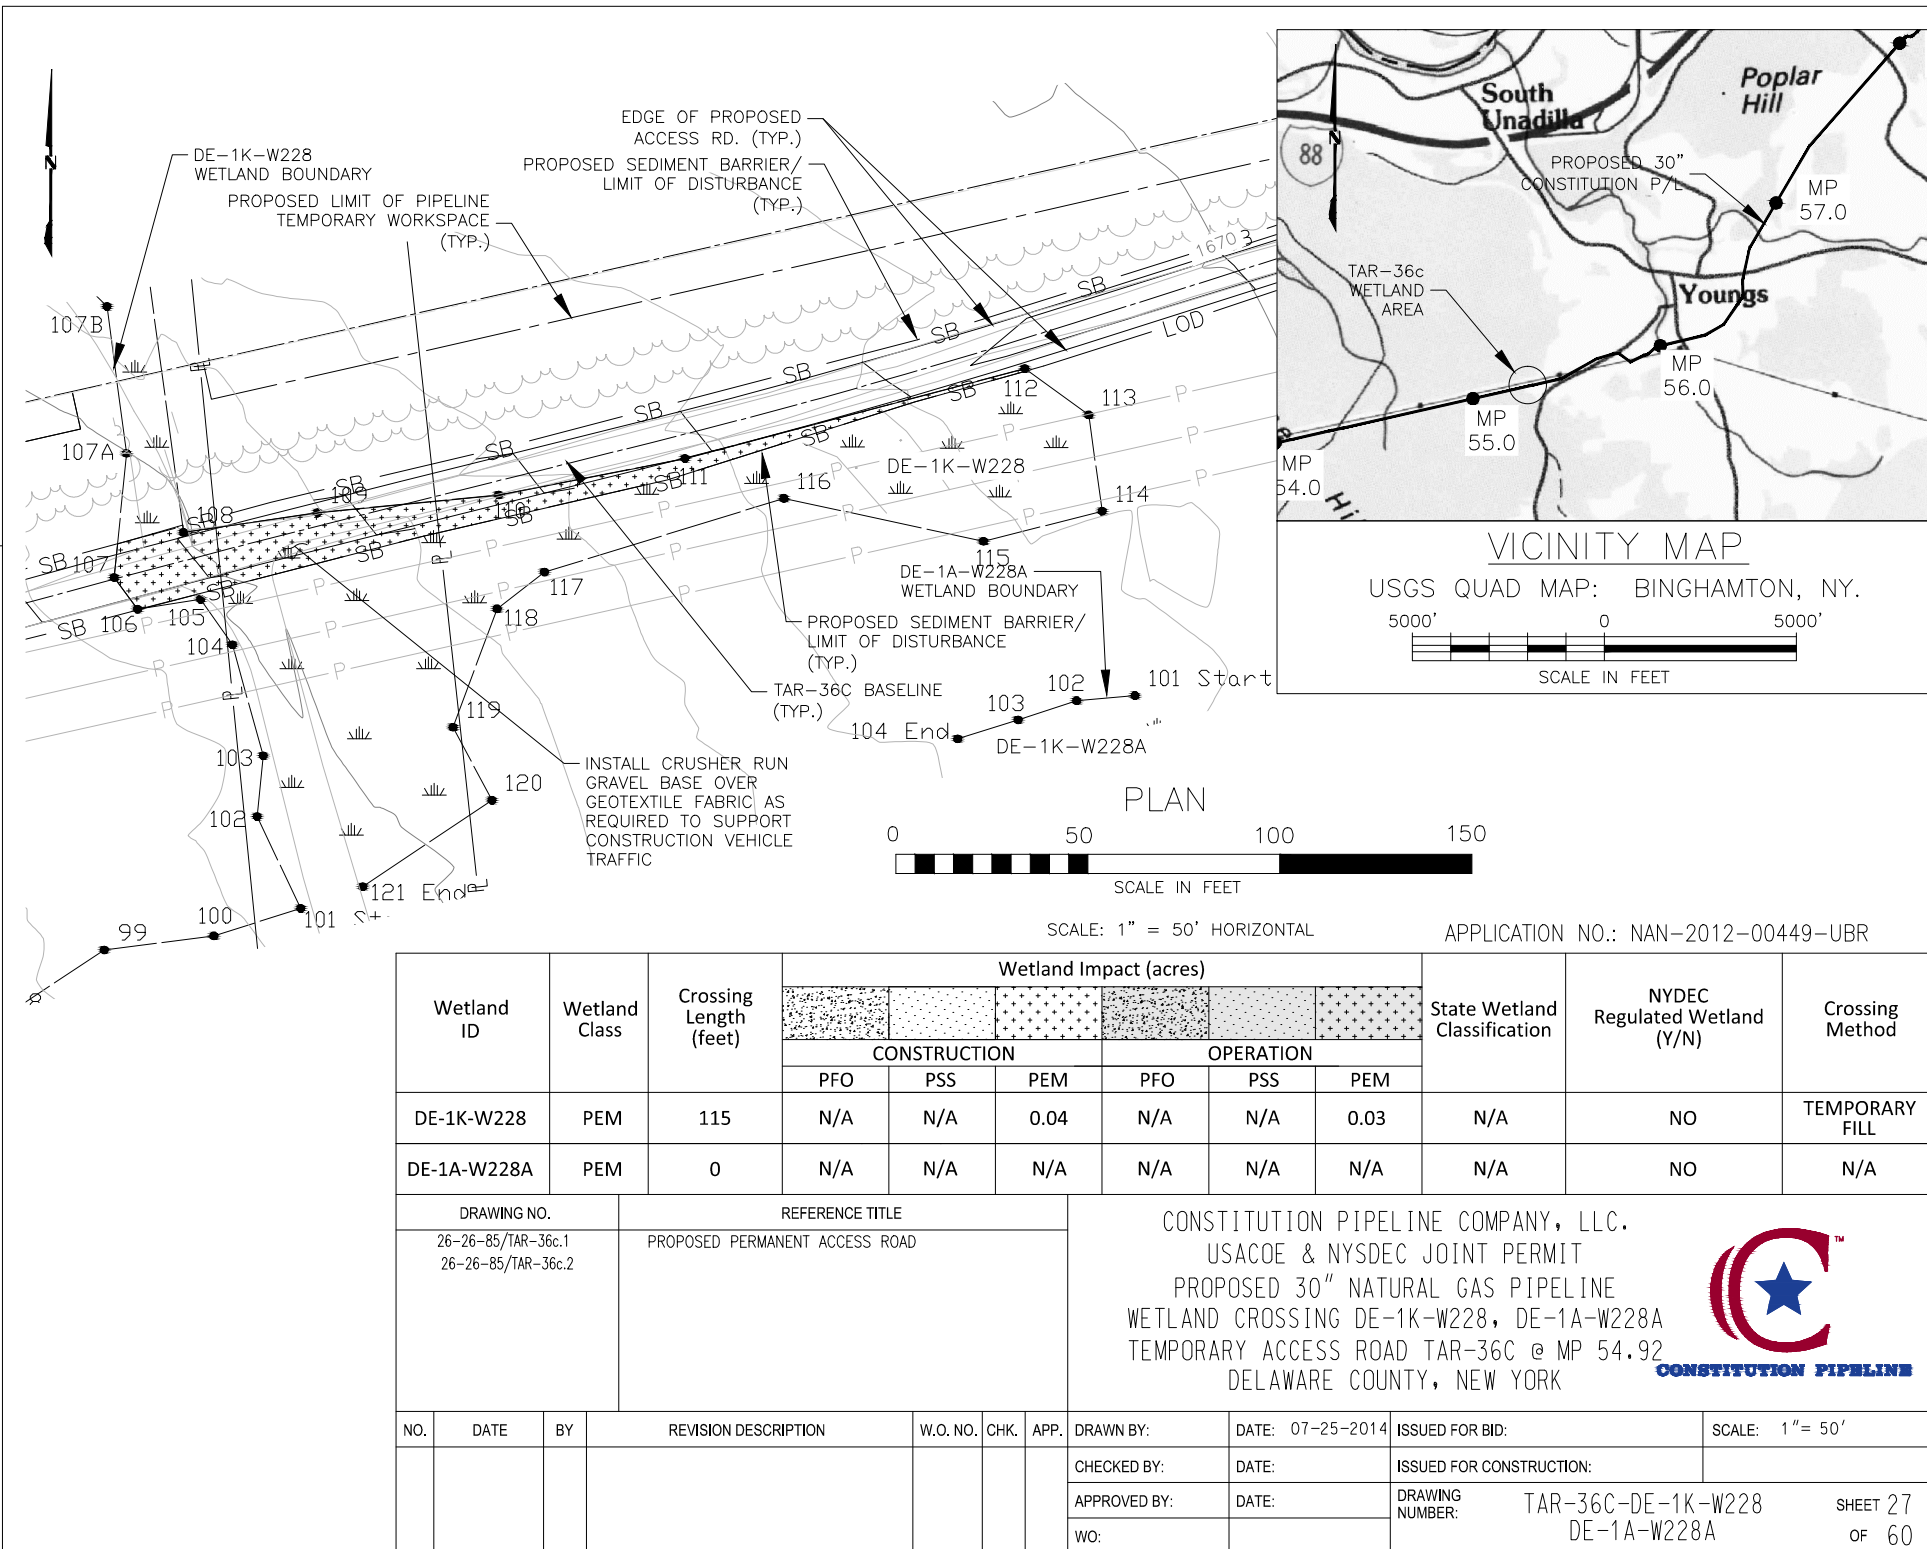 DE-1K-W228
WETLAND BOUNDARY
PROPOSED LIMIT OF PIPELINE
TEMPORARY WORKSPACE
(TYP.)
EDGE OF PROPOSED
ACCESS RD. (TYP.)
PROPOSED SEDIMENT BARRIER/
LIMIT OF DISTURBANCE
(TYP.)
N
107B
107A
107
108
109
110
111
112
113
114
115
116
117
118
119
120
121 End
106
105
104
103
102
101
100
99
SB
SB
SB
SB
SB
SB
SB
SB
SB
SB
SB
SB
SB
SB
LOD
1670
DE-1K-W228
DE-1A-W228A
WETLAND BOUNDARY
PROPOSED SEDIMENT BARRIER/
LIMIT OF DISTURBANCE
(TYP.)
TAR-36C BASELINE
(TYP.)
101 Start
102
103
104 End
DE-1K-W228A
INSTALL CRUSHER RUN
GRAVEL BASE OVER
GEOTEXTILE FABRIC AS
REQUIRED TO SUPPORT
CONSTRUCTION VEHICLE
TRAFFIC
N
South
Unadilla
Poplar
Hill
88
PROPOSED 30"
CONSTITUTION P/L
MP
57.0
TAR-36c
WETLAND
AREA
Youngs
MP
56.0
MP
55.0
MP
54.0
VICINITY MAP
USGS QUAD MAP: BINGHAMTON, NY.
5000' 0 5000'
SCALE IN FEET
PLAN
0 50 100 150
SCALE IN FEET
SCALE: 1" = 50' HORIZONTAL
APPLICATION NO.: NAN-2012-00449-UBR
Wetland ID
Wetland Class
Crossing Length (feet)
Wetland Impact (acres)
CONSTRUCTION OPERATION
PFO PSS PEM PFO PSS PEM
State Wetland Classification
NYDEC Regulated Wetland (Y/N)
Crossing Method
DE-1K-W228 PEM 115 N/A N/A 0.04 N/A N/A 0.03 N/A NO TEMPORARY FILL
DE-1A-W228A PEM 0 N/A N/A N/A N/A N/A N/A N/A NO N/A
DRAWING NO. REFERENCE TITLE
26-26-85/TAR-36c.1 PROPOSED PERMANENT ACCESS ROAD
26-26-85/TAR-36c.2
CONSTITUTION PIPELINE COMPANY, LLC.
USACOE & NYSDEC JOINT PERMIT
PROPOSED 30" NATURAL GAS PIPELINE
WETLAND CROSSING DE-1K-W228, DE-1A-W228A
TEMPORARY ACCESS ROAD TAR-36C @ MP 54.92
DELAWARE COUNTY, NEW YORK
TM
CONSTITUTION PIPELINE
NO. DATE BY REVISION DESCRIPTION W.O. NO. CHK. APP.
DRAWN BY: DATE: 07-25-2014 ISSUED FOR BID: SCALE: 1"= 50'
CHECKED BY: DATE: ISSUED FOR CONSTRUCTION:
APPROVED BY: DATE: DRAWING NUMBER: TAR-36C-DE-1K-W228
DE-1A-W228A
SHEET 27
OF 60
WO: